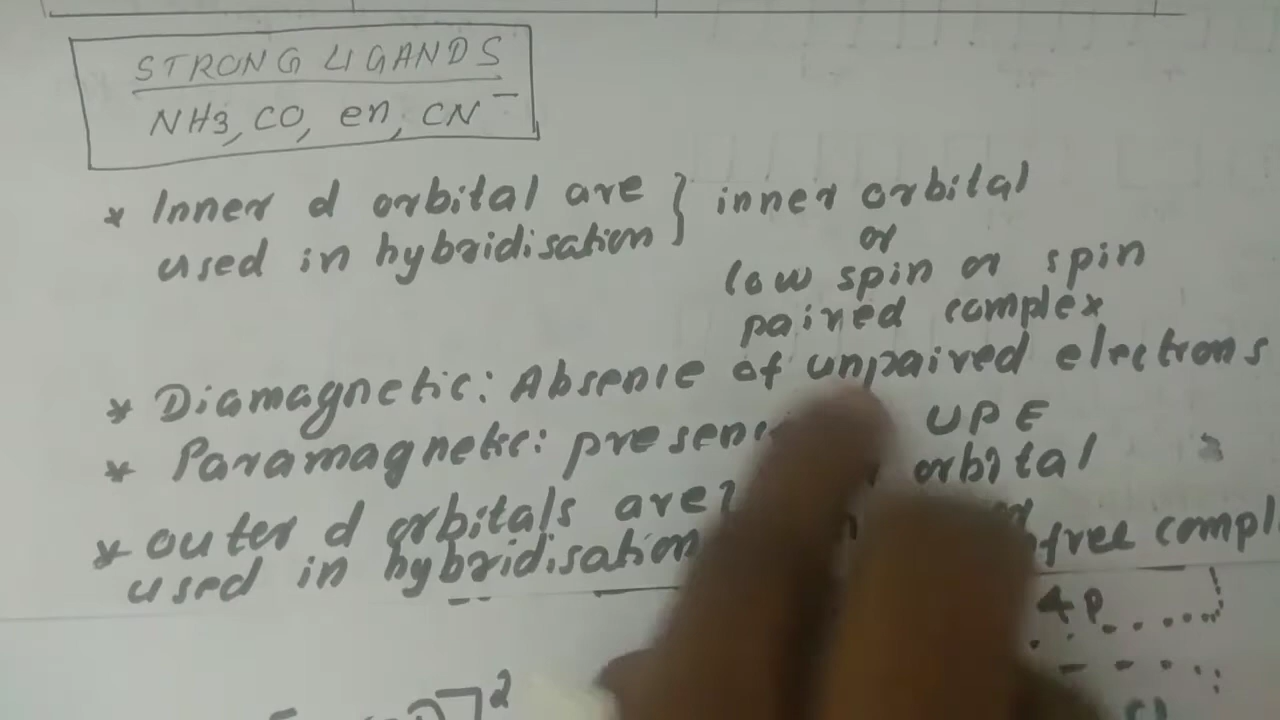 STRONG LIGANDS
NH3, CO, en, CN⁻
* Inner d orbital are } inner orbital
used in hybridisation
or
low spin or spin
paired complex
* Diamagnetic: Absence of unpaired electrons
* Paramagnetic: UPE
* outer d orbitals are orbital
used in hybridisation free compl
4p
2